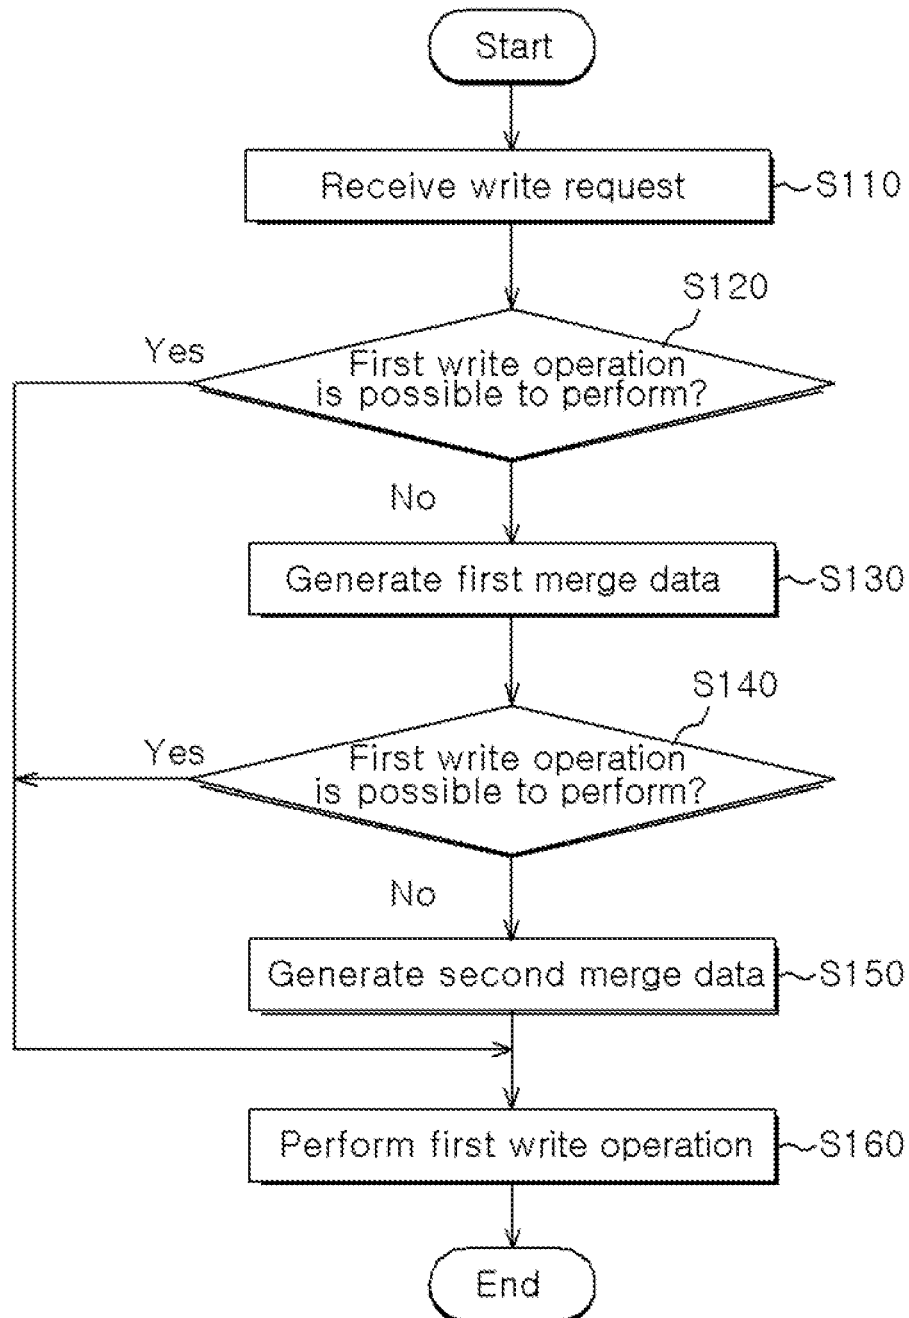 Start
Receive write request
S110
S120
Yes
First write operation
is possible to perform?
No
Generate first merge data
S130
S140
Yes
First write operation
is possible to perform?
No
Generate second merge data
S150
Perform first write operation
S160
End